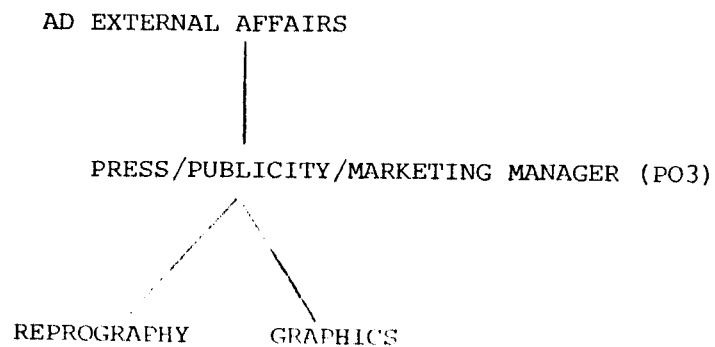 AD EXTERNAL AFFAIRS
PRESS/PUBLICITY/MARKETING MANAGER (PO3)
REPROGRAPHY GRAPHICS